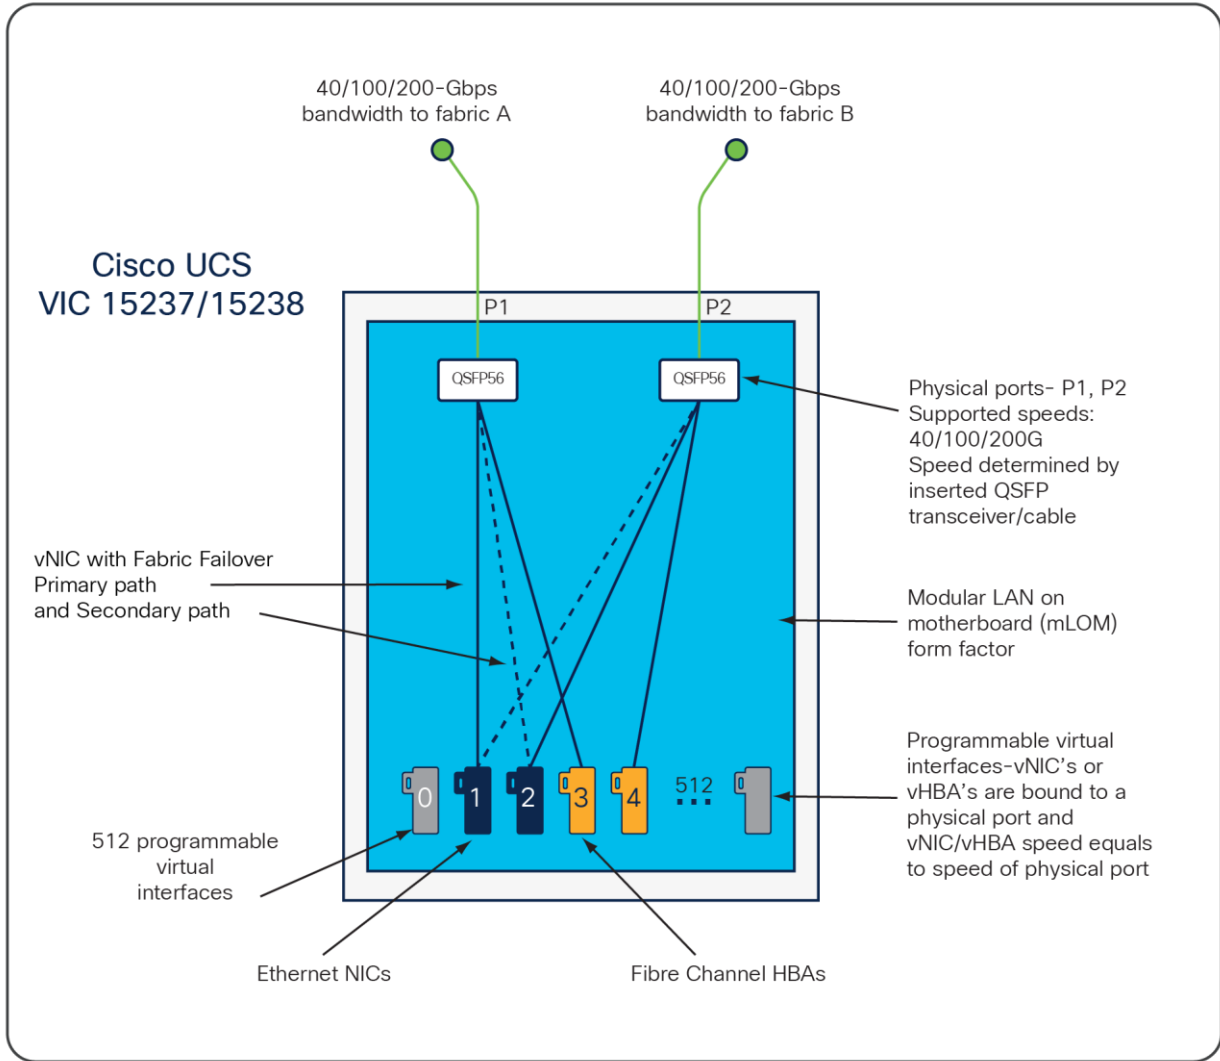 40/100/200-Gbps
bandwidth to fabric A
40/100/200-Gbps
bandwidth to fabric B
Cisco UCS
VIC 15237/15238
P1
P2
QSFP56
QSFP56
Physical ports- P1, P2
Supported speeds:
40/100/200G
Speed determined by
inserted QSFP
transceiver/cable
vNIC with Fabric Failover
Primary path
and Secondary path
Modular LAN on
motherboard (mLOM)
form factor
Programmable virtual
interfaces-vNIC's or
vHBA's are bound to a
physical port and
vNIC/vHBA speed equals
to speed of physical port
0
1
2
3
4
512
512 programmable
virtual
interfaces
Ethernet NICs
Fibre Channel HBAs